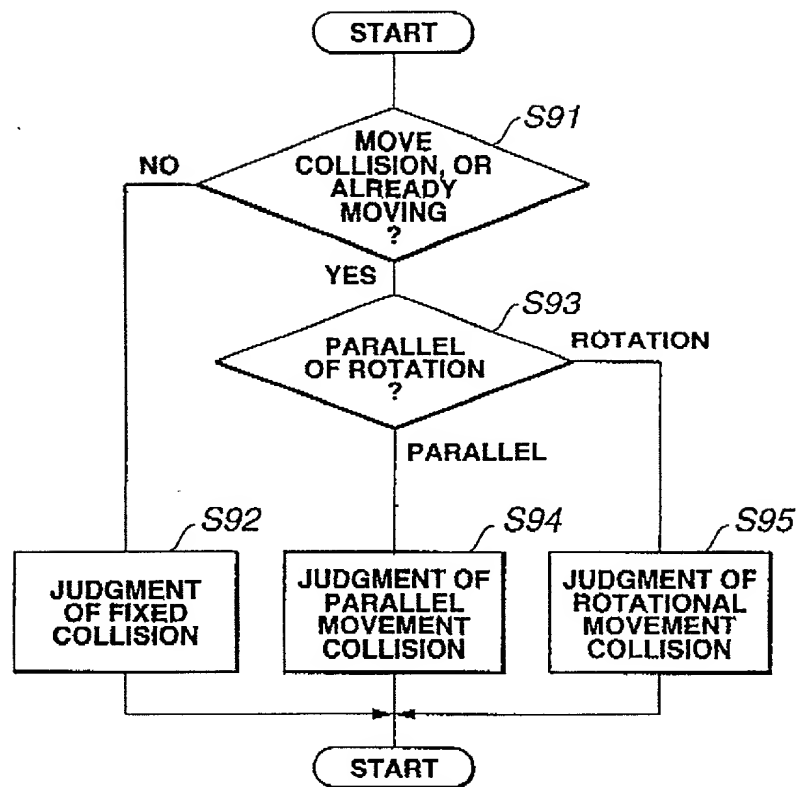 START
S91
MOVE
COLLISION, OR
ALREADY
MOVING
?
NO
YES
S93
PARALLEL
OF ROTATION
?
ROTATION
PARALLEL
S92
JUDGMENT
OF FIXED
COLLISION
S94
JUDGMENT OF
PARALLEL
MOVEMENT
COLLISION
S95
JUDGMENT OF
ROTATIONAL
MOVEMENT
COLLISION
START